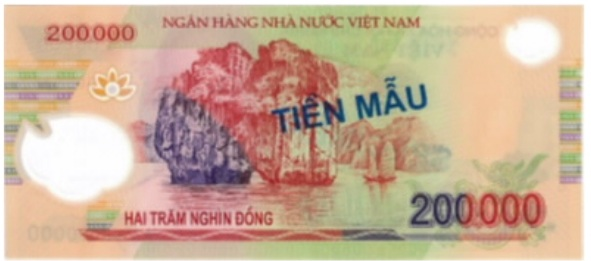 NGÂN HÀNG NHÀ NƯỚC VIỆT NAM
200000
TIỀN MẪU
HAI TRĂM NGHÌN ĐỒNG
200000